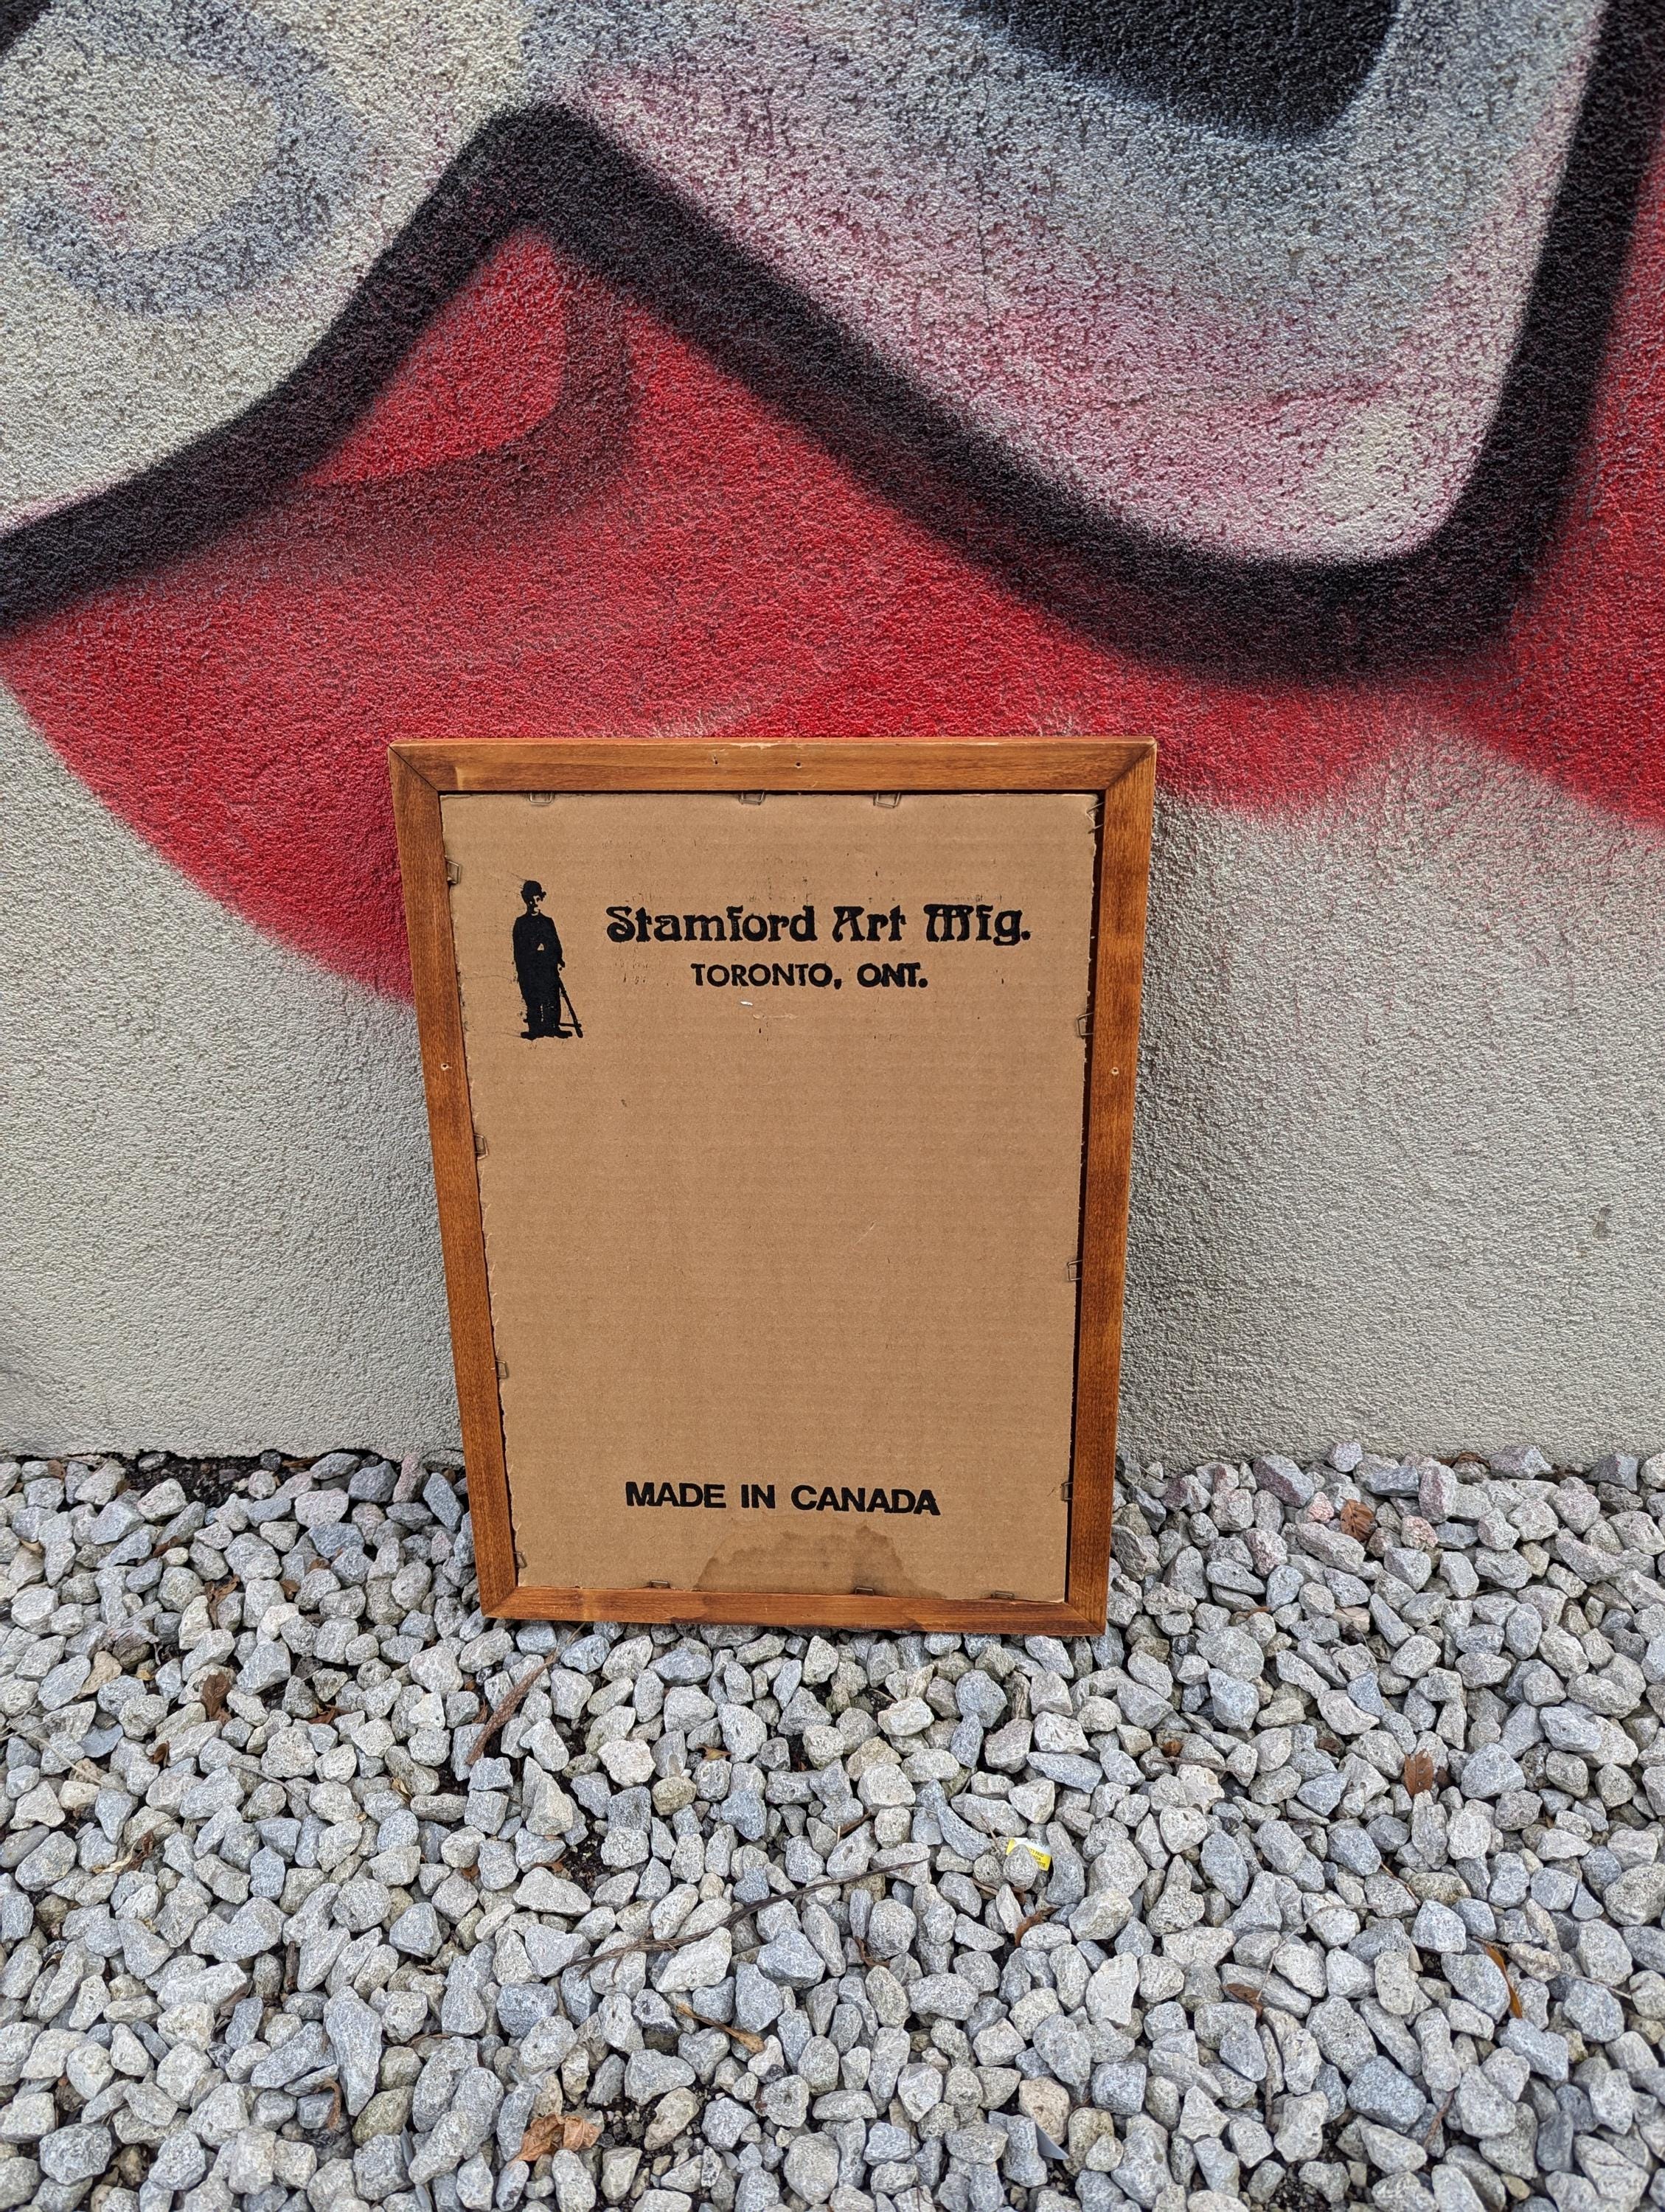 Stamford Art Mfg.
TORONTO, ONT.
MADE IN CANADA